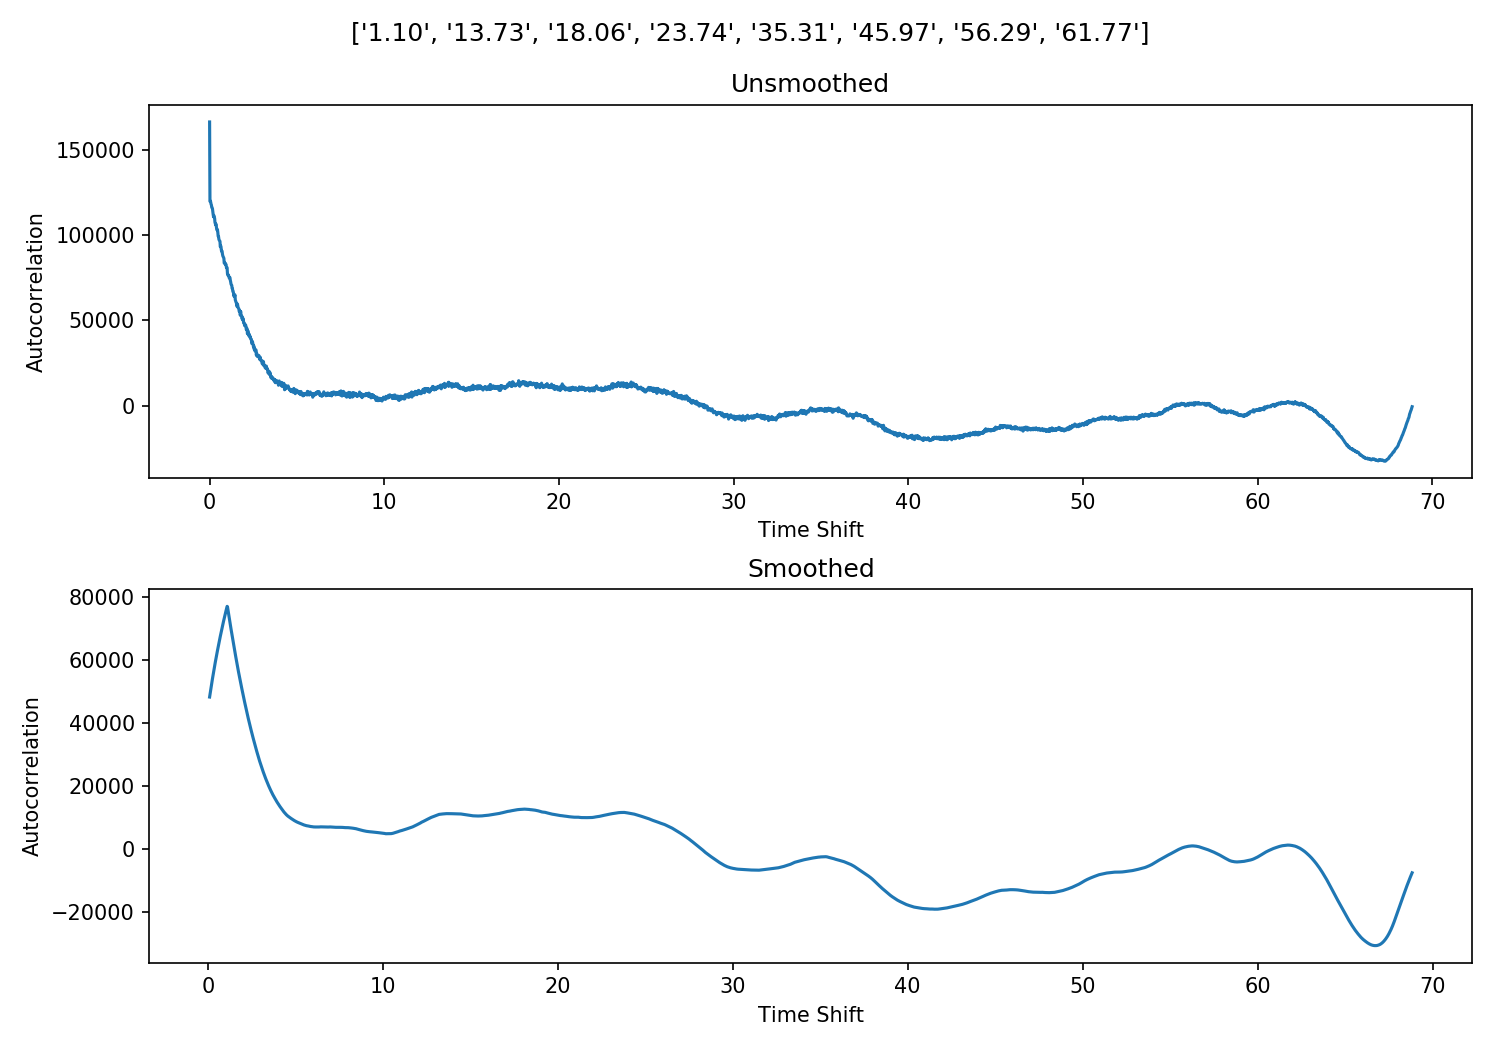 ['1.10', '13.73', '18.06', '23.74', '35.31', '45.97', '56.29', '61.77']
Unsmoothed
Autocorrelation
150000
100000
50000
0
0 10 20 30 40 50 60 70
Time Shift
Smoothed
Autocorrelation
80000
60000
40000
20000
0
−20000
0 10 20 30 40 50 60 70
Time Shift